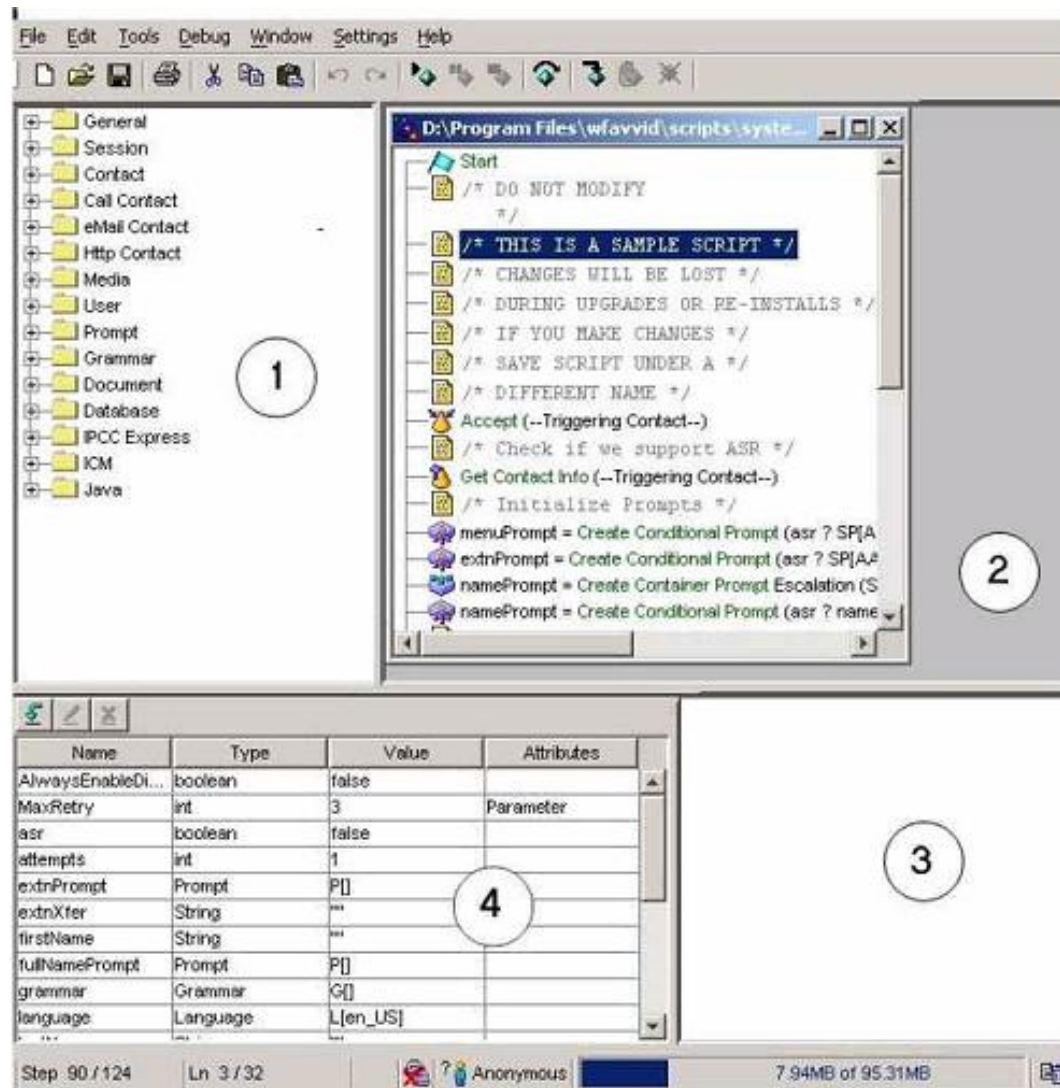 File Edit Tools Debug Window Settings Help
General
Session
Contact
Call Contact
eMail Contact
Http Contact
Media
User
Prompt
Grammar
Document
Database
IPCC Express
ICM
Java
1
D:\Program Files\wfavvid\scripts\syste...
Start
/* DO NOT MODIFY
*/
/* THIS IS A SAMPLE SCRIPT */
/* CHANGES WILL BE LOST */
/* DURING UPGRADES OR RE-INSTALLS */
/* IF YOU MAKE CHANGES */
/* SAVE SCRIPT UNDER A */
/* DIFFERENT NAME */
Accept (--Triggering Contact--)
/* Check if we support ASR */
Get Contact Info (--Triggering Contact--)
/* Initialize Prompts */
menuPrompt = Create Conditional Prompt (asr ? SP[A
extnPrompt = Create Conditional Prompt (asr ? SP[AA
namePrompt = Create Container Prompt Escalation (S
namePrompt = Create Conditional Prompt (asr ? name
2
Name Type Value Attributes
AlwaysEnableDi... boolean false
MaxRetry int 3 Parameter
asr boolean false
attempts int 1
extnPrompt Prompt P[]
extnXfer String ""
firstName String ""
fullNamePrompt Prompt P[]
grammar Grammar G[]
language Language L[en_US]
4
3
Step 90 / 124 Ln 3 / 32 Anonymous 7.94MB of 95.31MB